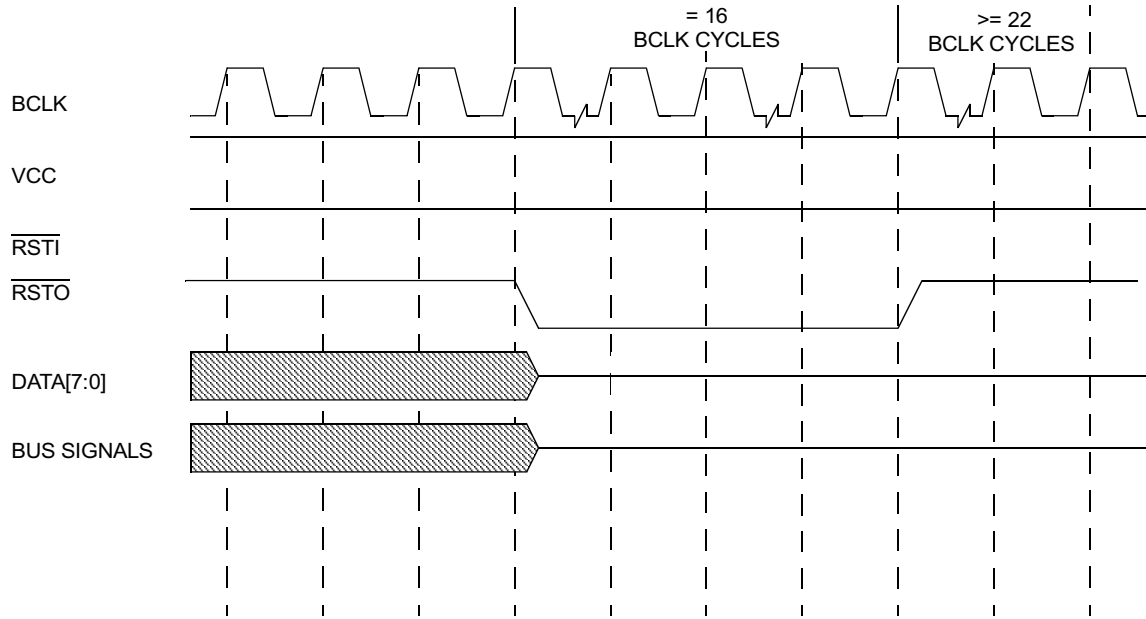 = 16
BCLK CYCLES
>= 22
BCLK CYCLES
BCLK
VCC
RSTI
RSTO
DATA[7:0]
BUS SIGNALS